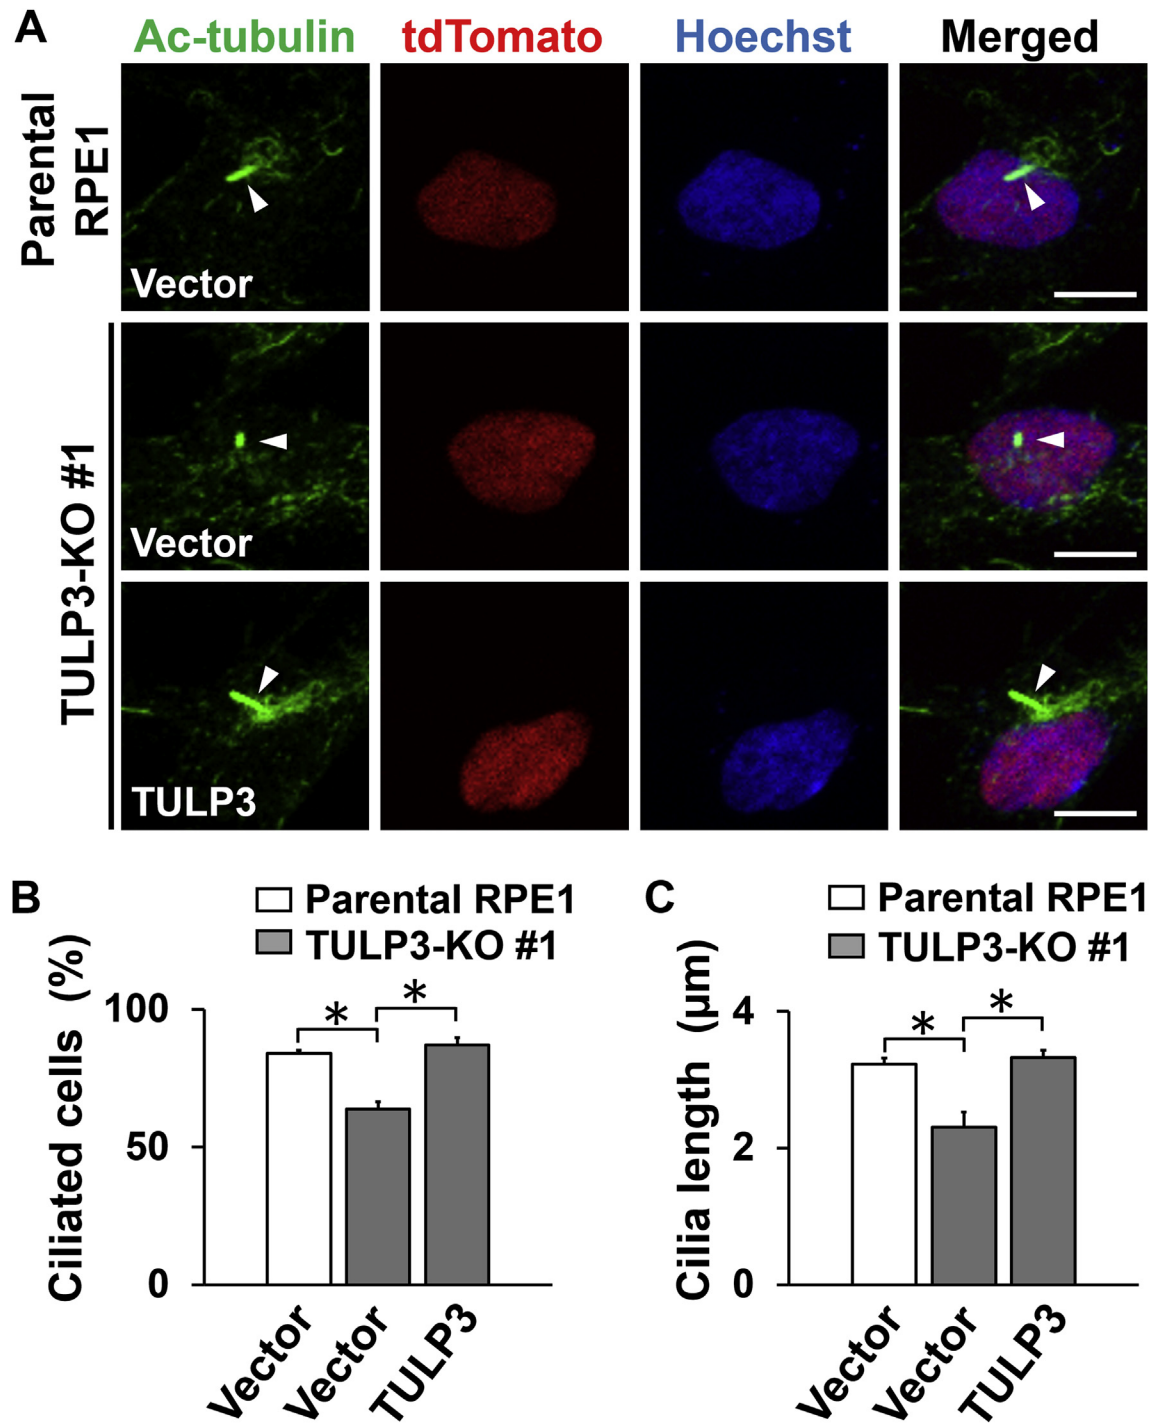 A
Ac-tubulin tdTomato Hoechst Merged
Parental
RPE1
Vector
TULP3-KO #1
Vector
TULP3
B
Parental RPE1
TULP3-KO #1
Ciliated cells (%)
100
50
0
*
*
Vector
Vector
TULP3
C
Parental RPE1
TULP3-KO #1
Cilia length (μm)
4
2
0
*
*
Vector
Vector
TULP3